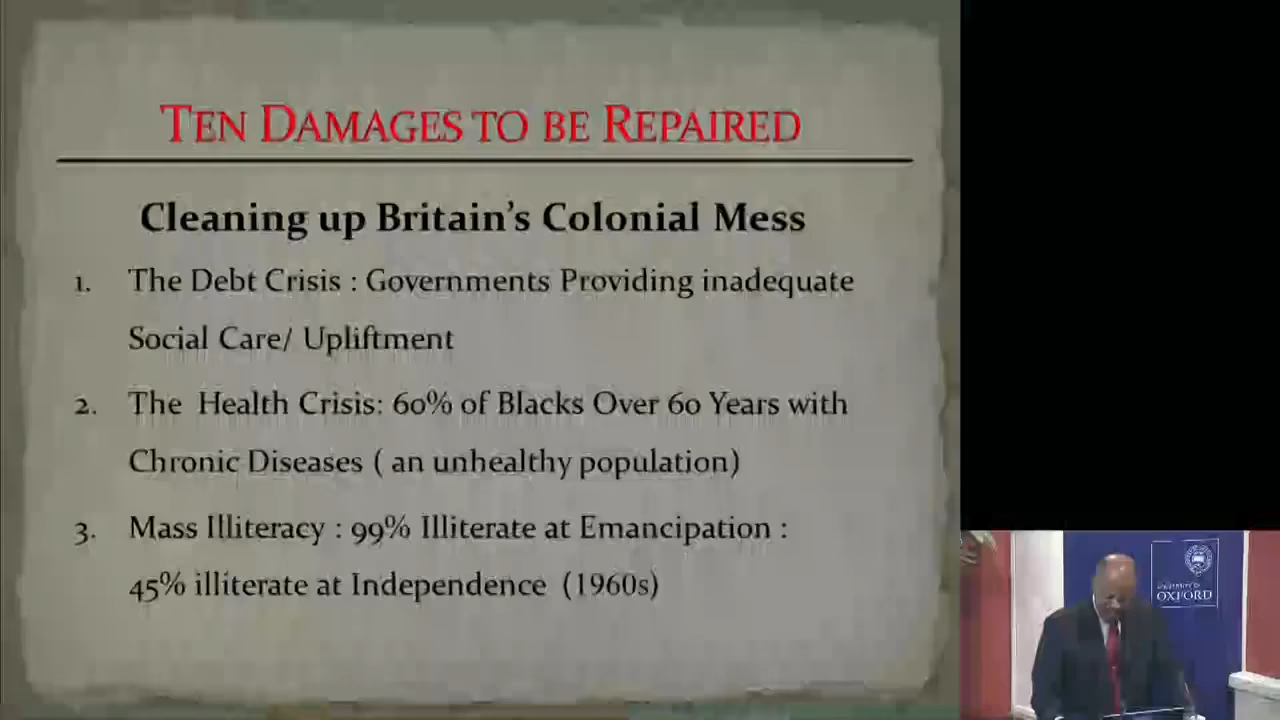 TEN DAMAGES TO BE REPAIRED
Cleaning up Britain's Colonial Mess
1. The Debt Crisis : Governments Providing inadequate
Social Care/ Upliftment
2. The Health Crisis: 60% of Blacks Over 60 Years with
Chronic Diseases ( an unhealthy population)
3. Mass Illiteracy : 99% Illiterate at Emancipation :
45% illiterate at Independence (1960s)
UNIVERSITY OF
OXFORD